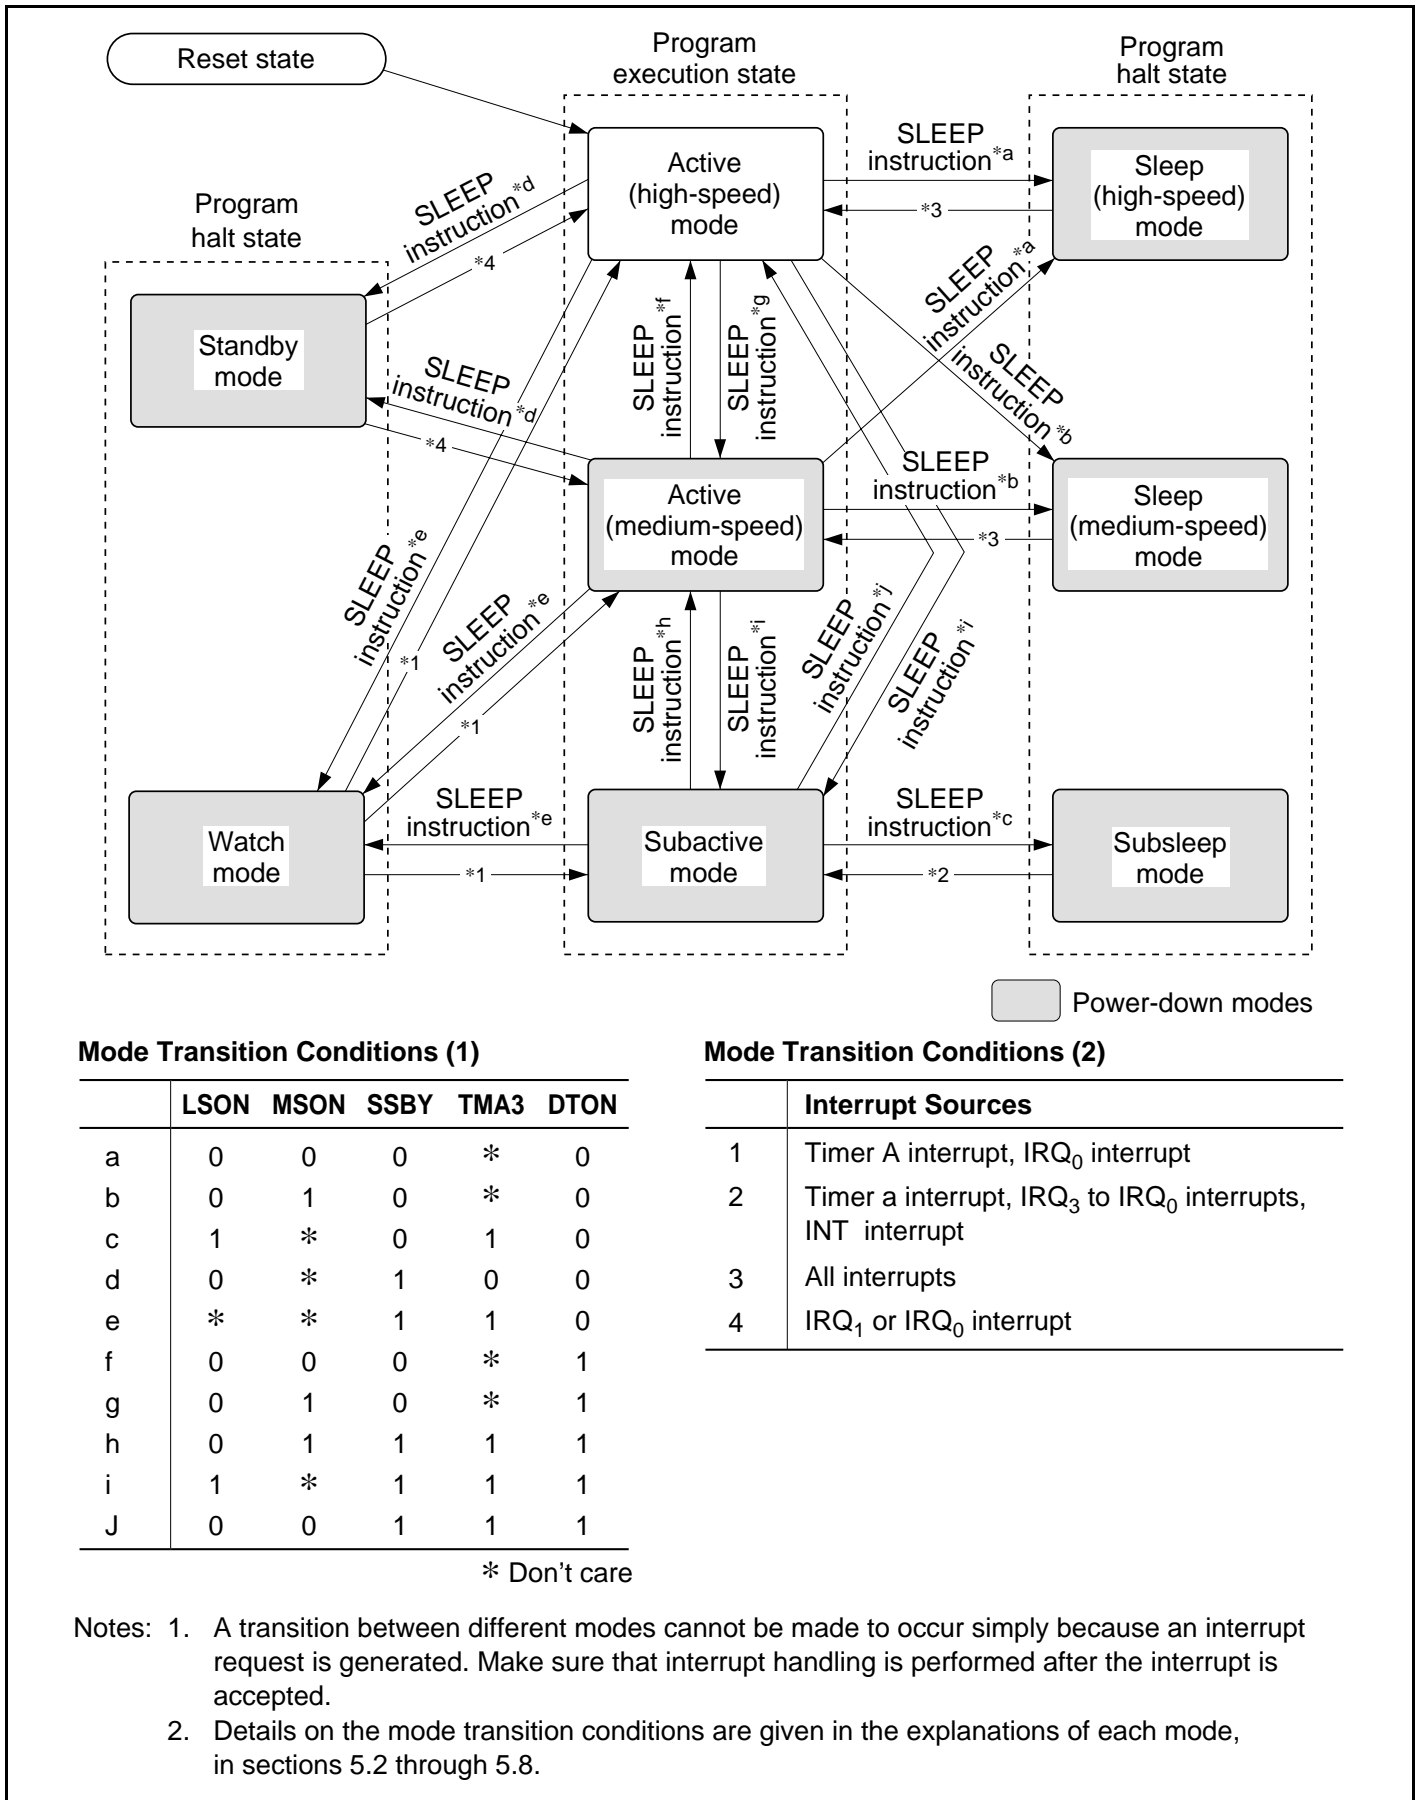 Reset state
Program
execution state
Program
halt state
Program
halt state
Active
(high-speed)
mode
SLEEP
instruction*a
*3
Sleep
(high-speed)
mode
SLEEP
instruction*d
*4
Standby
mode
SLEEP
instruction*d
*4
SLEEP
instruction*f
SLEEP
instruction*g
SLEEP
instruction*a
SLEEP
instruction*b
Active
(medium-speed)
mode
SLEEP
instruction*b
*3
Sleep
(medium-speed)
mode
SLEEP
instruction*e
*1
SLEEP
instruction*e
*1
SLEEP
instruction*h
SLEEP
instruction*i
SLEEP
instruction*j
SLEEP
instruction*i
Watch
mode
SLEEP
instruction*e
*1
Subactive
mode
SLEEP
instruction*c
*2
Subsleep
mode
Power-down modes
Mode Transition Conditions (1)
LSON MSON SSBY TMA3 DTON
a 0 0 0 * 0
b 0 1 0 * 0
c 1 * 0 1 0
d 0 * 1 0 0
e * * 1 1 0
f 0 0 0 * 1
g 0 1 0 * 1
h 0 1 1 1 1
i 1 * 1 1 1
J 0 0 1 1 1
* Don't care
Mode Transition Conditions (2)
Interrupt Sources
1 Timer A interrupt, IRQ0 interrupt
2 Timer a interrupt, IRQ3 to IRQ0 interrupts,
INT interrupt
3 All interrupts
4 IRQ1 or IRQ0 interrupt
Notes: 1. A transition between different modes cannot be made to occur simply because an interrupt
request is generated. Make sure that interrupt handling is performed after the interrupt is
accepted.
2. Details on the mode transition conditions are given in the explanations of each mode,
in sections 5.2 through 5.8.